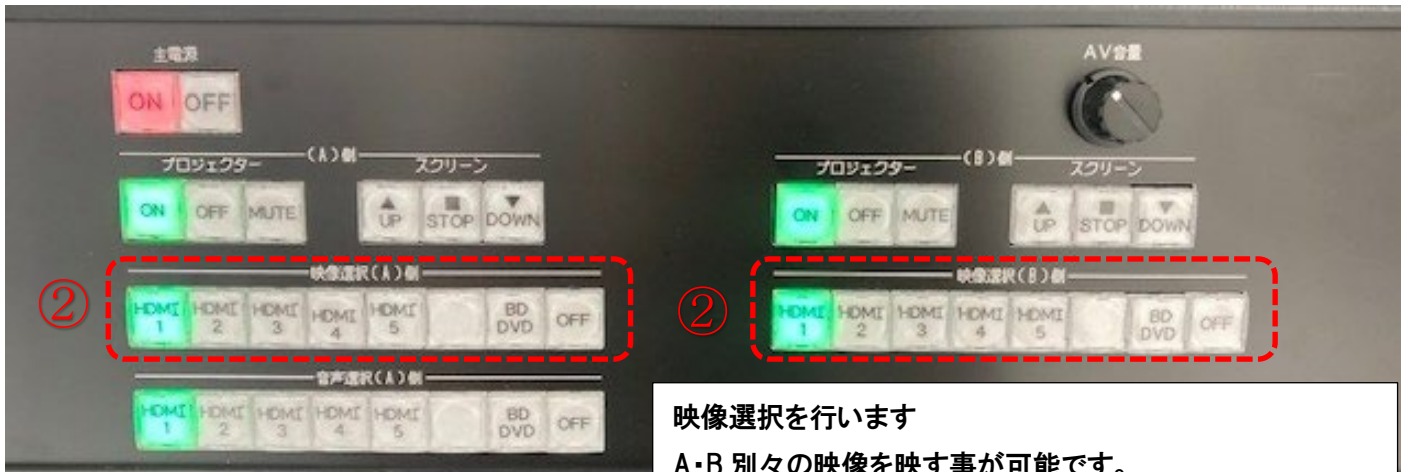 主電源
AV音量
ON OFF
(A)側
プロジェクター スクリーン
ON OFF MUTE ▲ UP ■ STOP ▼ DOWN
(B)側
プロジェクター スクリーン
ON OFF MUTE ▲ UP ■ STOP ▼ DOWN
②
映像選択(A)側
HDMI 1 HDMI 2 HDMI 3 HDMI 4 HDMI 5 BD DVD OFF
②
映像選択(B)側
HDMI 1 HDMI 2 HDMI 3 HDMI 4 HDMI 5 BD DVD OFF
音声選択(A)側
HDMI 1 HDMI 2 HDMI 3 HDMI 4 HDMI 5 BD DVD OFF
映像選択を行います
A・B 別々の映像を映す事が可能です。